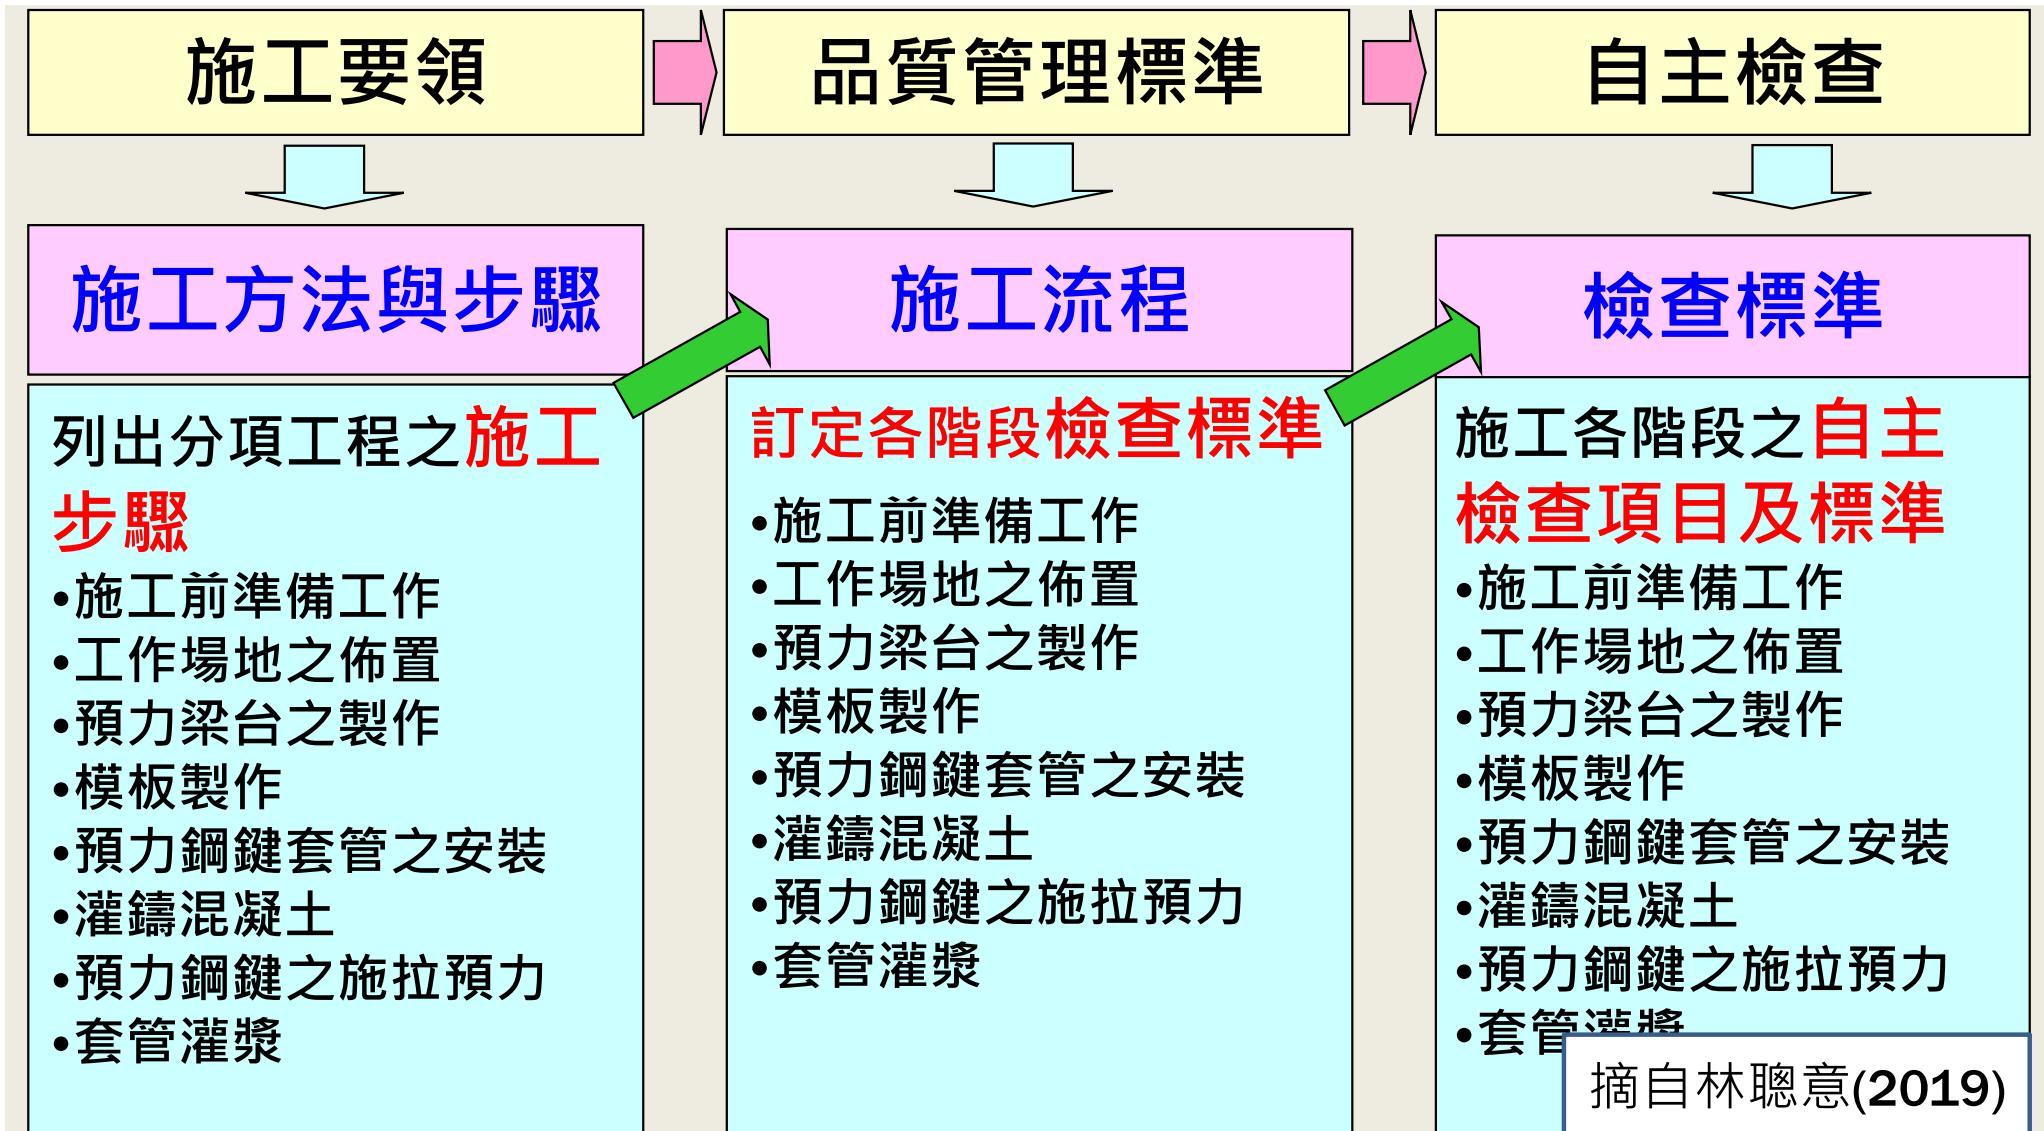 施工要領
品質管理標準
自主檢查
施工方法與步驟
施工流程
檢查標準
列出分項工程之施工
步驟
•施工前準備工作
•工作場地之佈置
•預力梁台之製作
•模板製作
•預力鋼鍵套管之安裝
•灌鑄混凝土
•預力鋼鍵之施拉預力
•套管灌漿
訂定各階段檢查標準
•施工前準備工作
•工作場地之佈置
•預力梁台之製作
•模板製作
•預力鋼鍵套管之安裝
•灌鑄混凝土
•預力鋼鍵之施拉預力
•套管灌漿
施工各階段之自主
檢查項目及標準
•施工前準備工作
•工作場地之佈置
•預力梁台之製作
•模板製作
•預力鋼鍵套管之安裝
•灌鑄混凝土
•預力鋼鍵之施拉預力
•套管灌漿
摘自林聰意(2019)